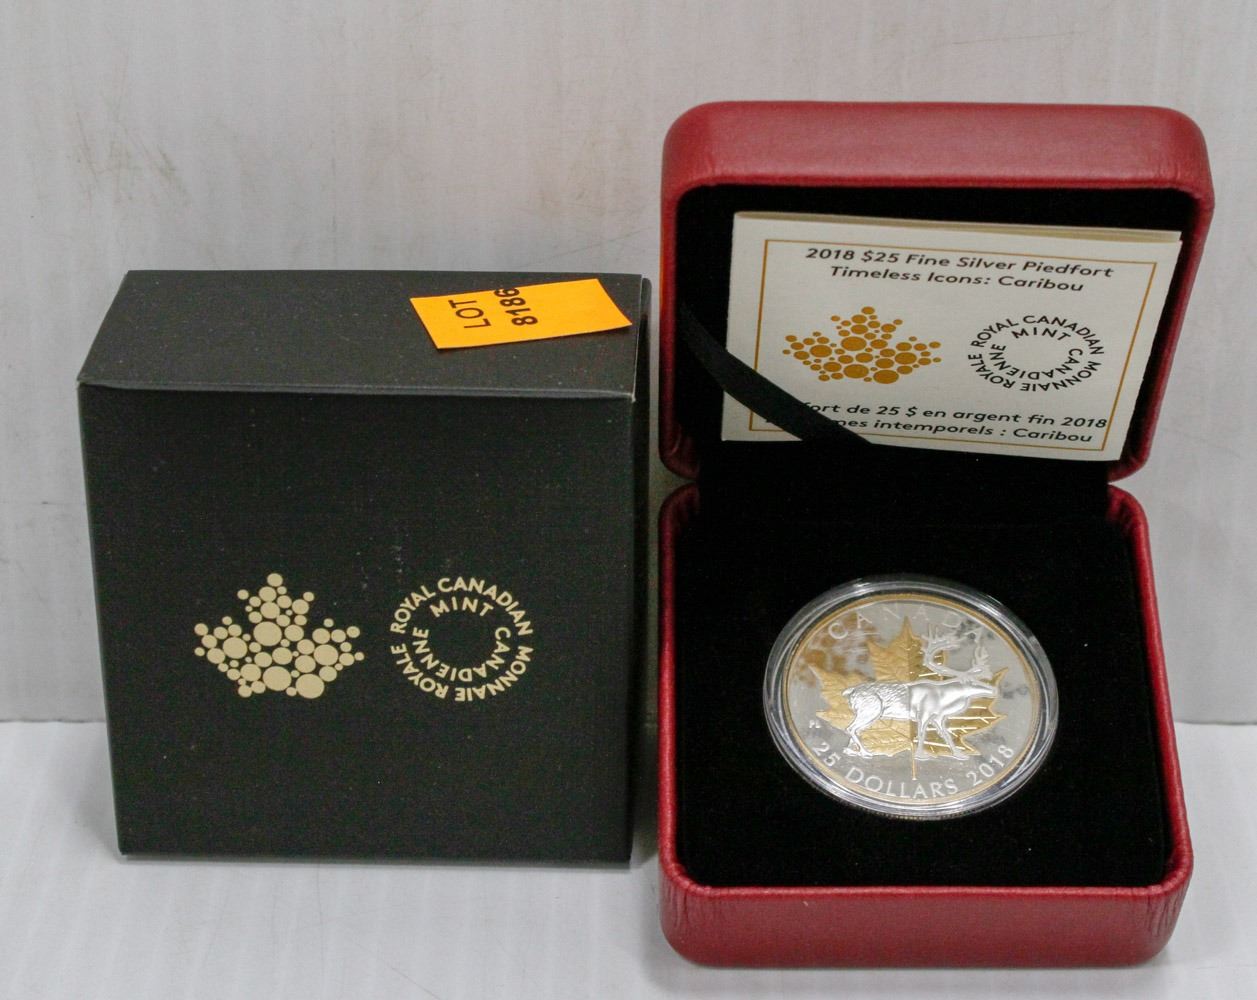 LOT
8186
ROYAL CANADIAN MINT
MONNAIE ROYALE CANADIENNE
2018 $25 Fine Silver Piedfort
Timeless Icons: Caribou
ROYAL CANADIAN MINT
MONNAIE ROYALE CANADIENNE
fort de 25 $ en argent fin 2018
intemporels : Caribou
CANADA
25 DOLLARS 2018